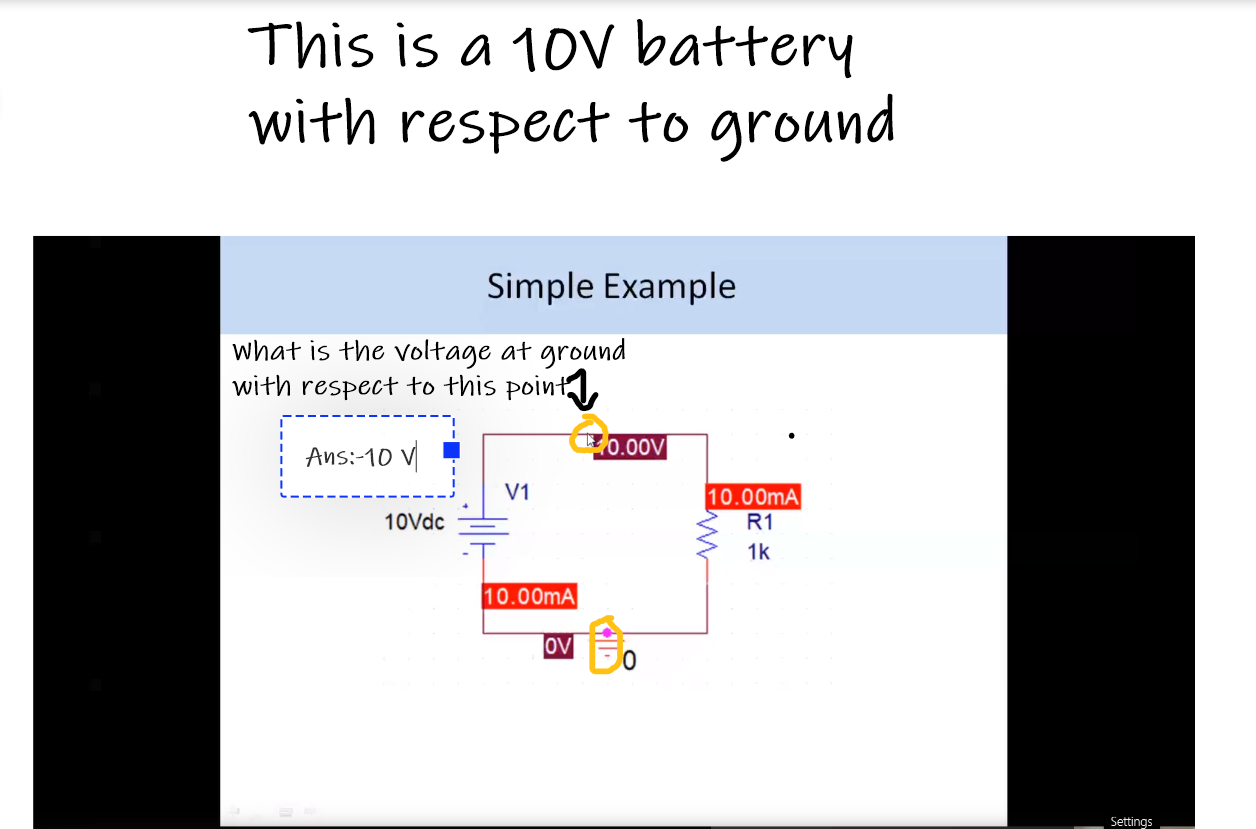 This is a 10V battery
with respect to ground
Simple Example
What is the voltage at ground
with respect to this point
Ans:-10 V
10.00V
V1
10.00mA
10Vdc
R1
1k
+
-
10.00mA
0V
0
Settings